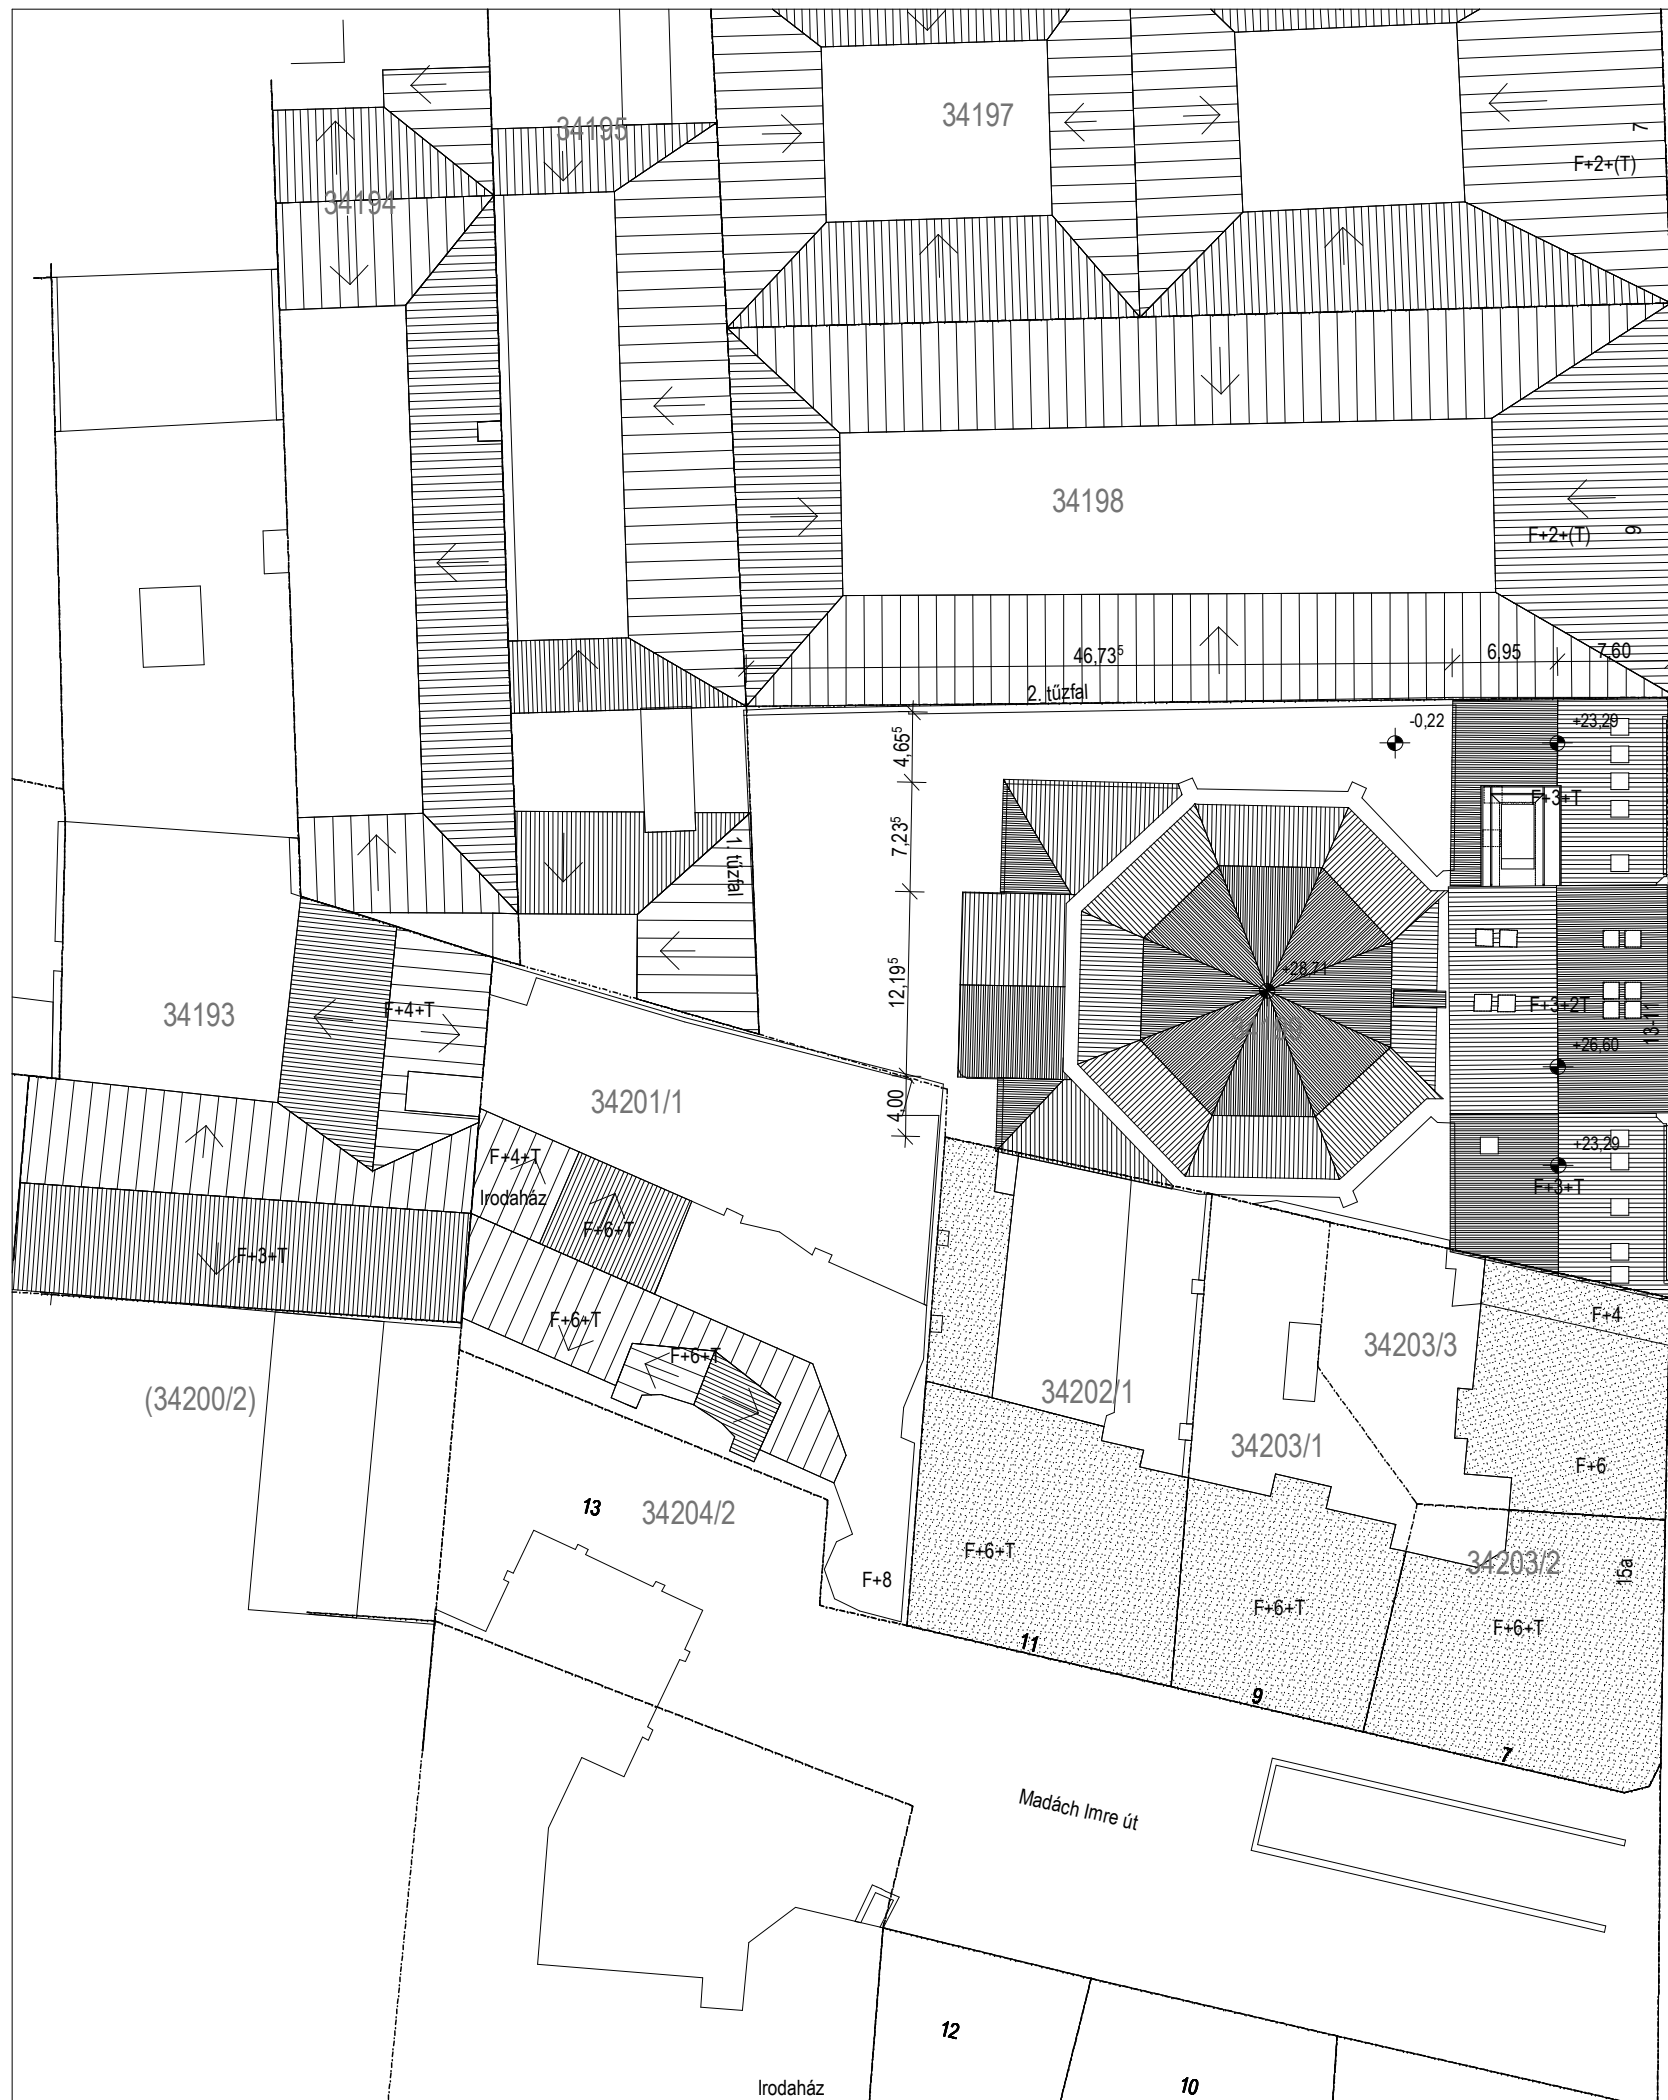 34197
34195
7
F+2+(T)
34194
34198
F+2+(T)
9
46,73⁵
6,95
7,60
2. tűzfal
-0,22
+23,29
4,65⁵
F+3+T
7,23⁵
1. tűzfal
+28,71
12,19⁵
F+4+T
34193
F+3+2T
13-11
+26,60
34201/1
4,00
+23,29
F+4+T
F+3+T
Irodaház
F+6+T
F+3+T
F+6+T
F+4
F+6+T
34203/3
34202/1
(34200/2)
34203/1
F+6
13
34204/2
F+6+T
34203/2
15a
F+8
F+6+T
F+6+T
11
9
7
Madách Imre út
12
10
Irodaház